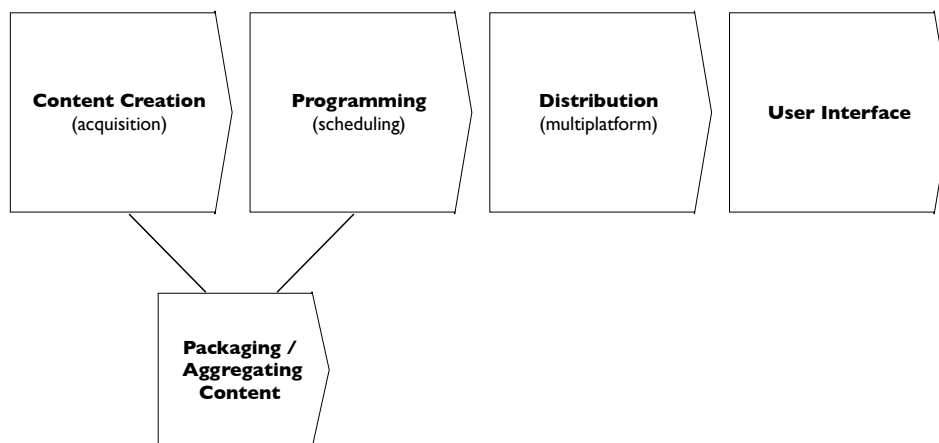 Content Creation
(acquisition)
Programming
(scheduling)
Distribution
(multiplatform)
User Interface
Packaging /
Aggregating
Content